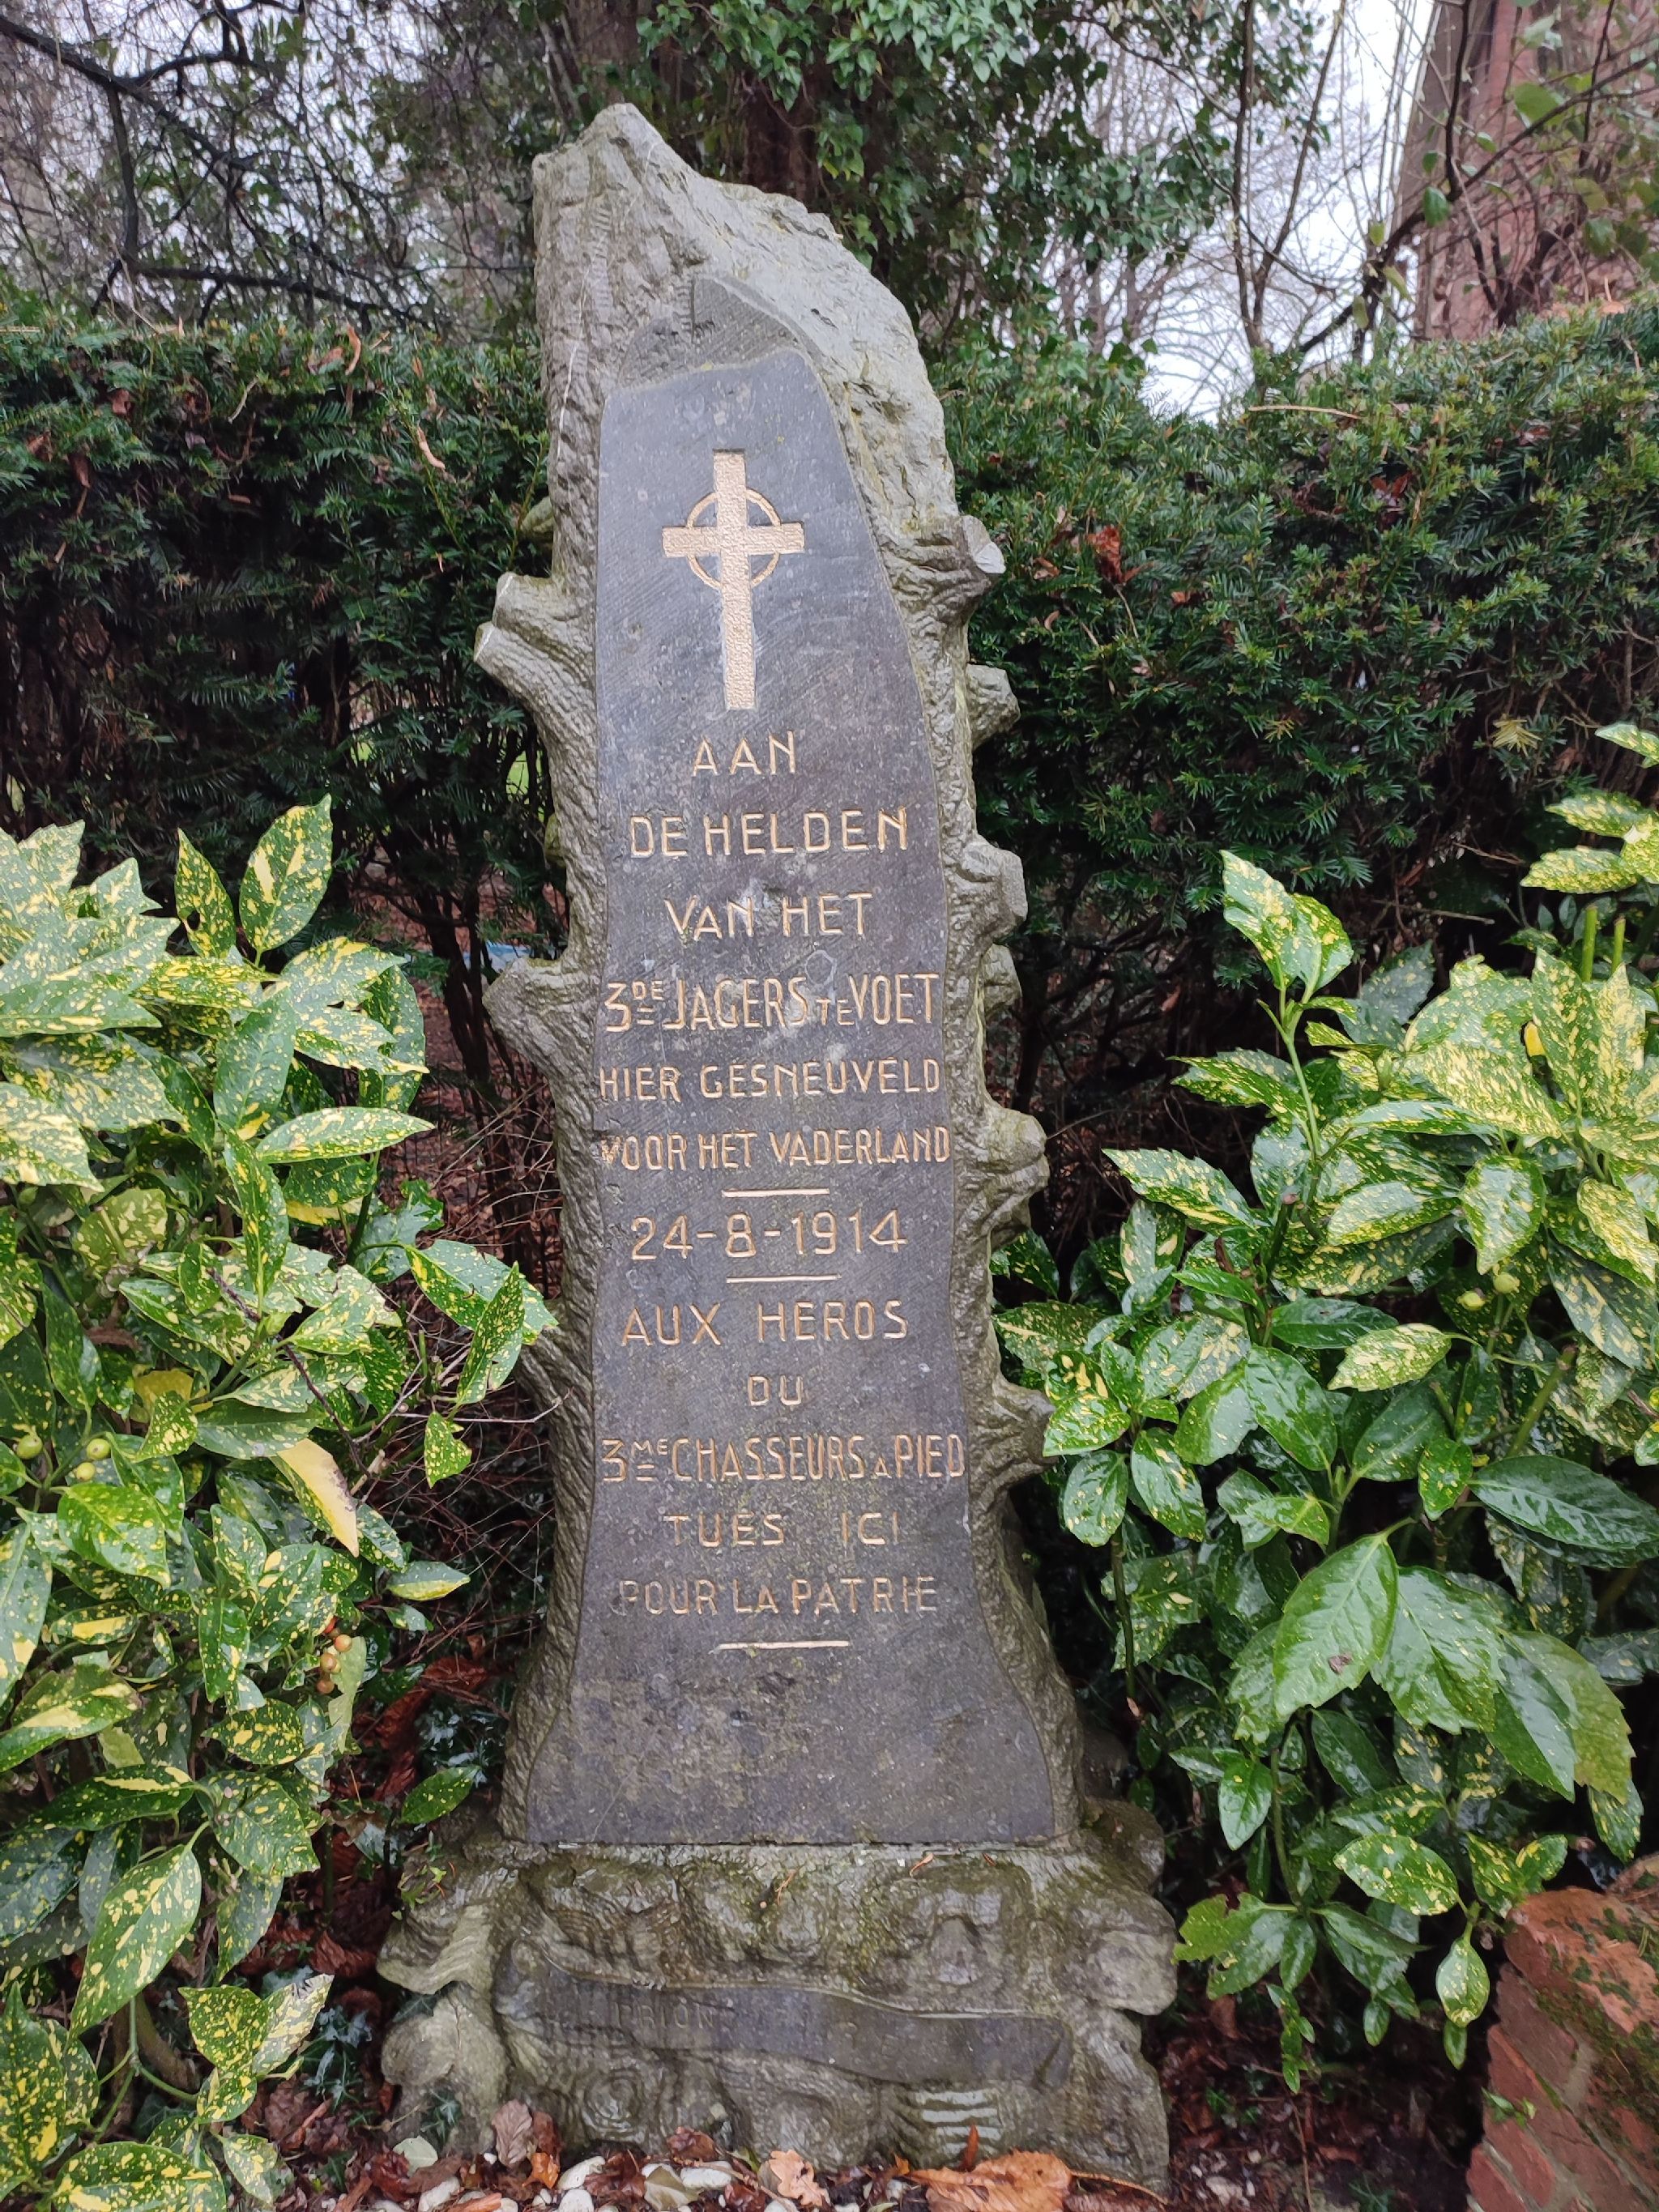 AAN
DE HELDEN
VAN HET
3DE JAGERS TE VOET
HIER GESNEUVELD
VOOR HET VADERLAND
24-8-1914
AUX HEROS
DU
3ME CHASSEURS A PIED
TUES ICI
POUR LA PATRIE